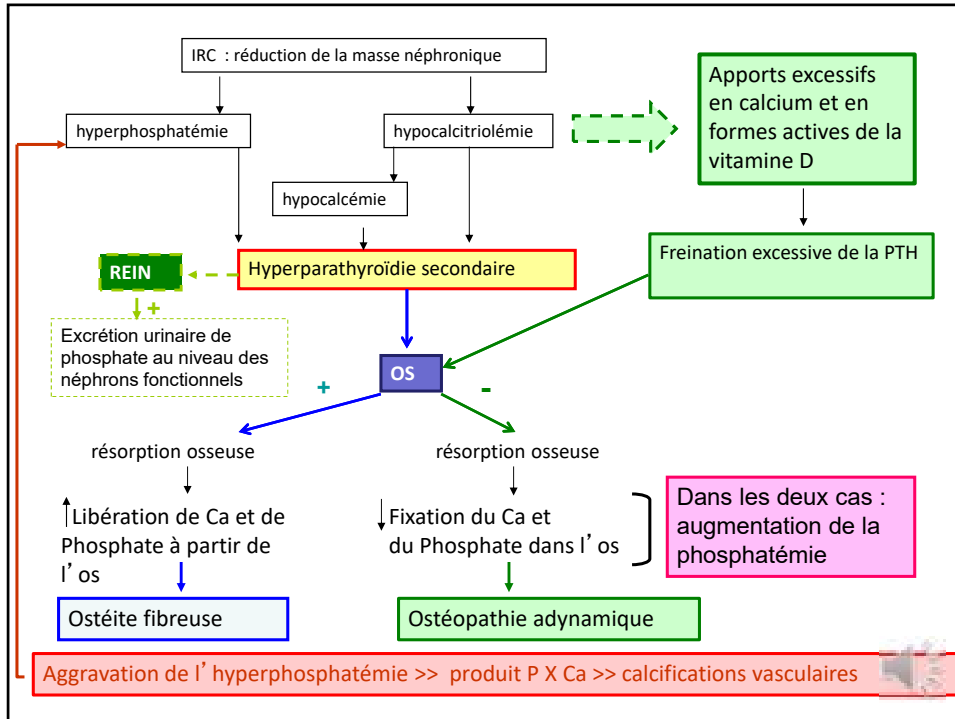 IRC : réduction de la masse néphronique
Apports excessifs
en calcium et en
formes actives de la
vitamine D
hyperphosphatémie
hypocalcitriolémie
hypocalcémie
Freination excessive de la PTH
REIN
Hyperparathyroïdie secondaire
+
Excrétion urinaire de
phosphate au niveau des
néphrons fonctionnels
OS
+
-
résorption osseuse
résorption osseuse
↑Libération de Ca et de
Phosphate à partir de
l’os
↓Fixation du Ca et
du Phosphate dans l’os
Dans les deux cas :
augmentation de la
phosphatémie
Ostéite fibreuse
Ostéopathie adynamique
Aggravation de l’hyperphosphatémie >> produit P X Ca >> calcifications vasculaires